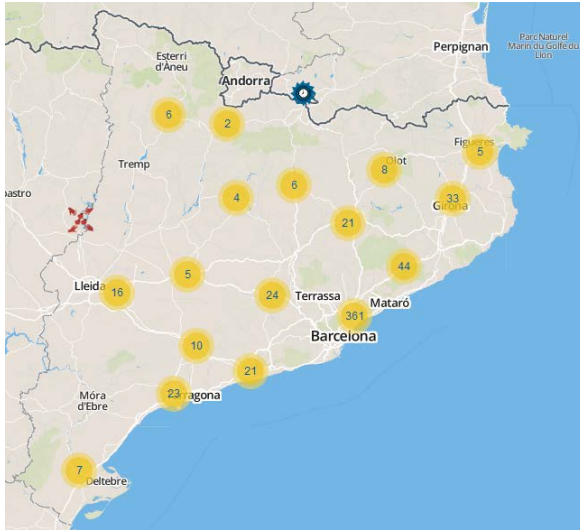 Parc Naturel
Marin du Golfe du
Lion
Perpignan
Esterri
d'Àneu
Andorra
6
2
Figueres
5
Olot
8
Tremp
6
4
33
Girona
21
44
5
Lleida
16
24
Terrassa
Mataró
361
Barcelona
10
21
Móra
d'Ebre
23
7
Deltebre